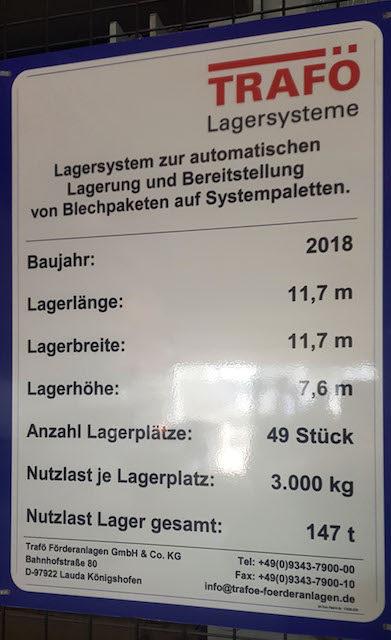 TRAFÖ
Lagersysteme
Lagersystem zur automatischen
Lagerung und Bereitstellung
von Blechpaketen auf Systempaletten.
Baujahr: 2018
Lagerlänge: 11,7 m
Lagerbreite: 11,7 m
Lagerhöhe: 7,6 m
Anzahl Lagerplätze: 49 Stück
Nutzlast je Lagerplatz: 3.000 kg
Nutzlast Lager gesamt: 147 t
Trafö Förderanlagen GmbH & Co. KG
Bahnhofstraße 80
D-97922 Lauda Königshofen
Tel: +49(0)9343-7900-00
Fax: +49(0)9343-7900-10
info@trafoe-foerderanlagen.de